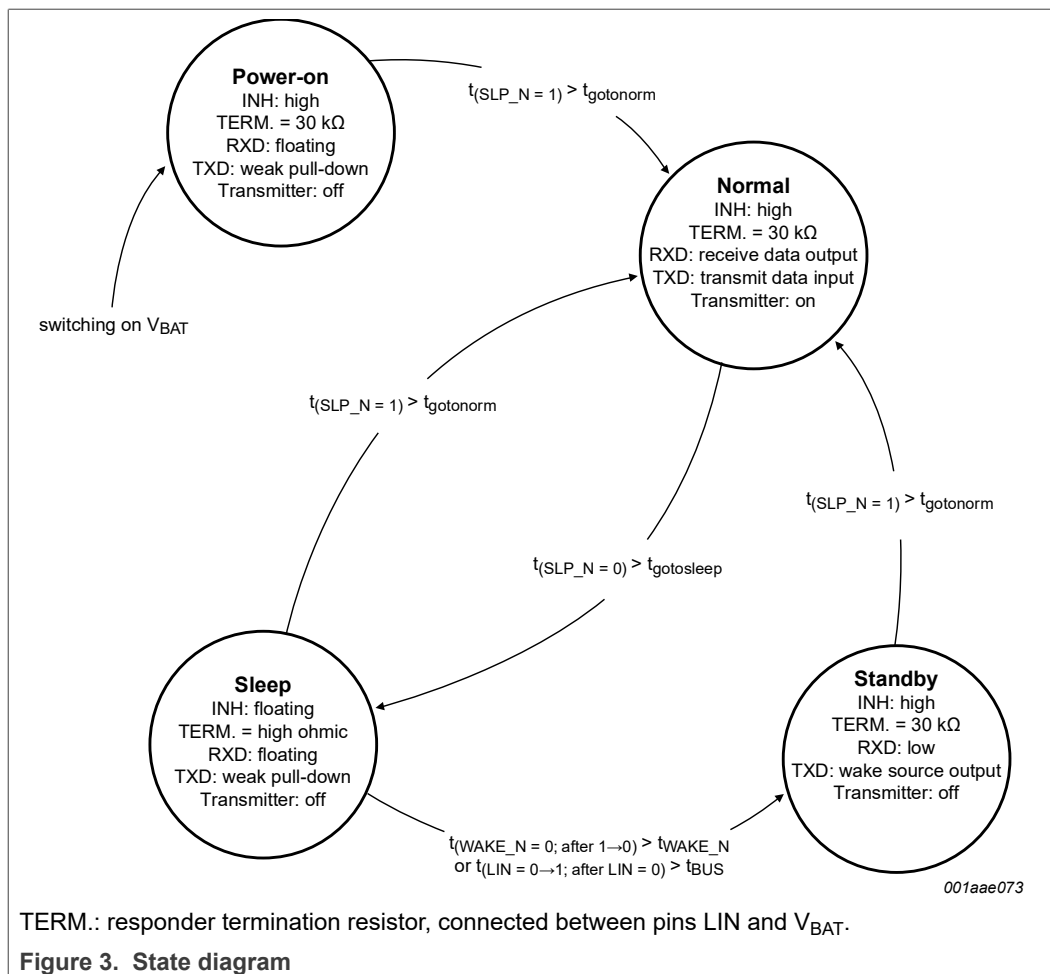 Power-on
INH: high
TERM. = 30 kΩ
RXD: floating
TXD: weak pull-down
Transmitter: off
t(SLP_N = 1) > tgotonorm
Normal
INH: high
TERM. = 30 kΩ
RXD: receive data output
TXD: transmit data input
Transmitter: on
switching on VBAT
t(SLP_N = 1) > tgotonorm
t(SLP_N = 1) > tgotonorm
t(SLP_N = 0) > tgotosleep
Sleep
INH: floating
TERM. = high ohmic
RXD: floating
TXD: weak pull-down
Transmitter: off
Standby
INH: high
TERM. = 30 kΩ
RXD: low
TXD: wake source output
Transmitter: off
t(WAKE_N = 0; after 1→0) > tWAKE_N
or t(LIN = 0→1; after LIN = 0) > tBUS
001aae073
TERM.: responder termination resistor, connected between pins LIN and VBAT.
Figure 3. State diagram